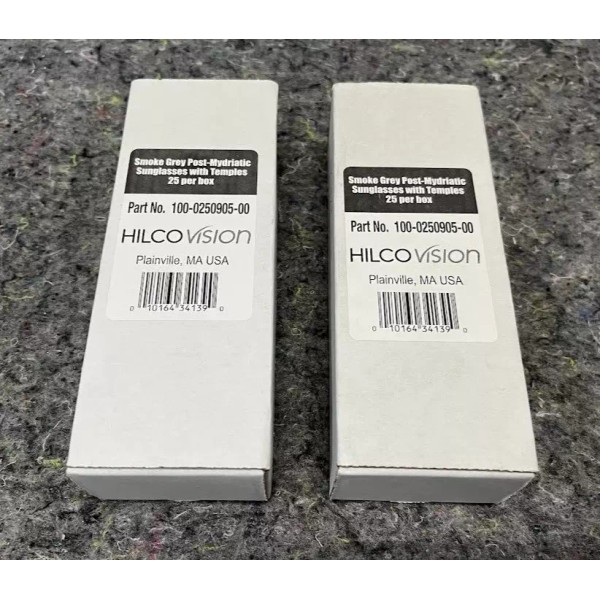 Smoke Grey Post-Mydriatic
Sunglasses with Temples
25 per box
Part No. 100-0250905-00
HILCO VISION
Plainville, MA USA
0 10164 34139 0
Smoke Grey Post-Mydriatic
Sunglasses with Temples
25 per box
Part No. 100-0250905-00
HILCO VISION
Plainville, MA USA
0 10164 34139 0